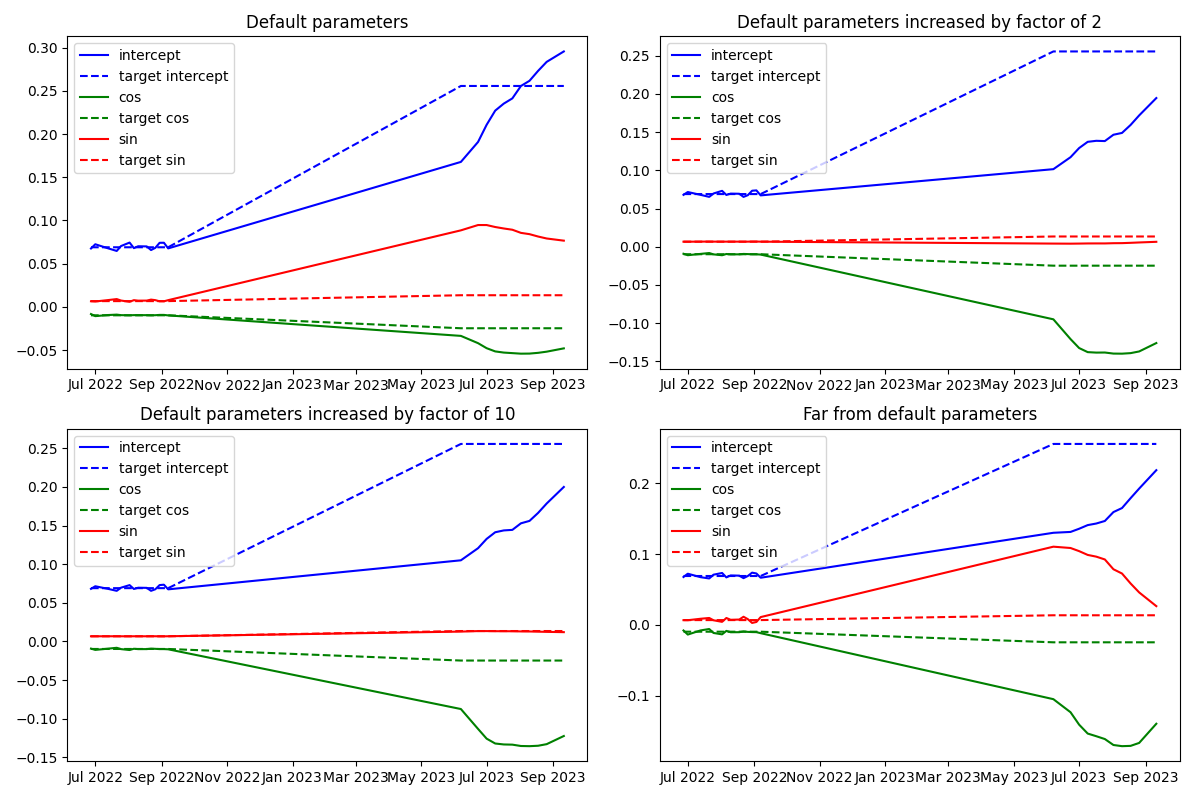 Default parameters
0.30
0.25
0.20
0.15
0.10
0.05
0.00
−0.05
intercept
target intercept
cos
target cos
sin
target sin
Jul 2022 Sep 2022 Nov 2022 Jan 2023 Mar 2023 May 2023 Jul 2023 Sep 2023
Default parameters increased by factor of 2
0.25
0.20
0.15
0.10
0.05
0.00
−0.05
−0.10
−0.15
intercept
target intercept
cos
target cos
sin
target sin
Jul 2022 Sep 2022 Nov 2022 Jan 2023 Mar 2023 May 2023 Jul 2023 Sep 2023
Default parameters increased by factor of 10
0.25
0.20
0.15
0.10
0.05
0.00
−0.05
−0.10
−0.15
intercept
target intercept
cos
target cos
sin
target sin
Jul 2022 Sep 2022 Nov 2022 Jan 2023 Mar 2023 May 2023 Jul 2023 Sep 2023
Far from default parameters
0.2
0.1
0.0
−0.1
intercept
target intercept
cos
target cos
sin
target sin
Jul 2022 Sep 2022 Nov 2022 Jan 2023 Mar 2023 May 2023 Jul 2023 Sep 2023